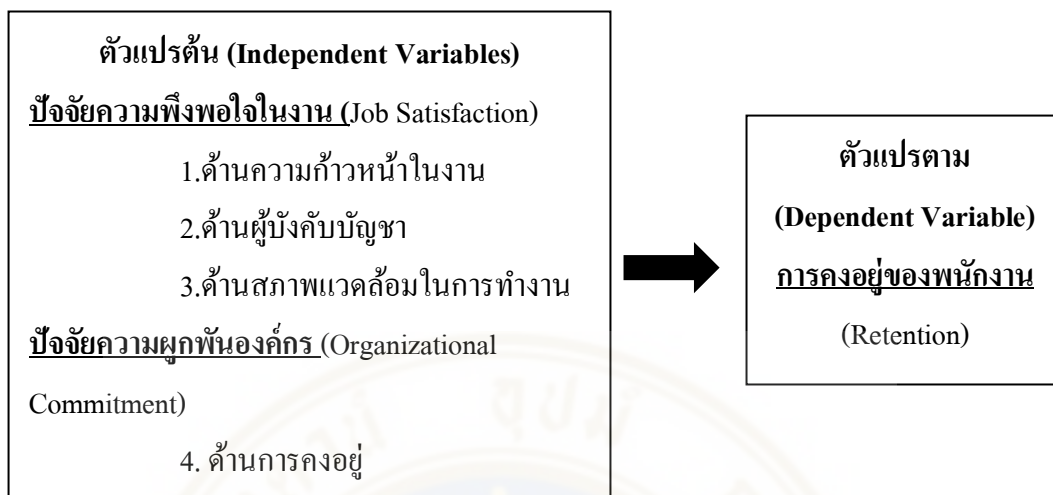 ตัวแปรต้น (Independent Variables)
ปัจจัยความพึงพอใจในงาน (Job Satisfaction)
1.ด้านความก้าวหน้าในงาน
2.ด้านผู้บังคับบัญชา
3.ด้านสภาพแวดล้อมในการทำงาน
ปัจจัยความผูกพันองค์กร (Organizational
Commitment)
4. ด้านการคงอยู่
ตัวแปรตาม
(Dependent Variable)
การคงอยู่ของพนักงาน
(Retention)